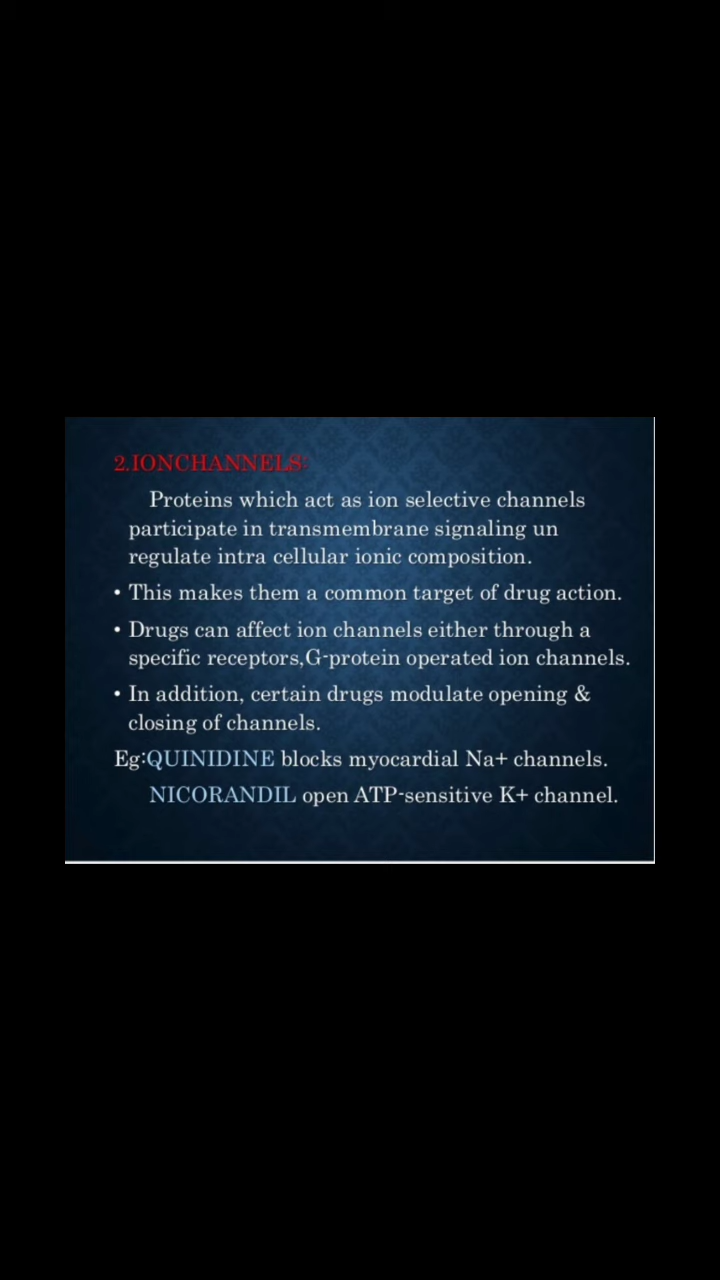 2.IONCHANNELS:
Proteins which act as ion selective channels
participate in transmembrane signaling un
regulate intra cellular ionic composition.
• This makes them a common target of drug action.
• Drugs can affect ion channels either through a
specific receptors,G-protein operated ion channels.
• In addition, certain drugs modulate opening &
closing of channels.
Eg:QUINIDINE blocks myocardial Na+ channels.
NICORANDIL open ATP-sensitive K+ channel.